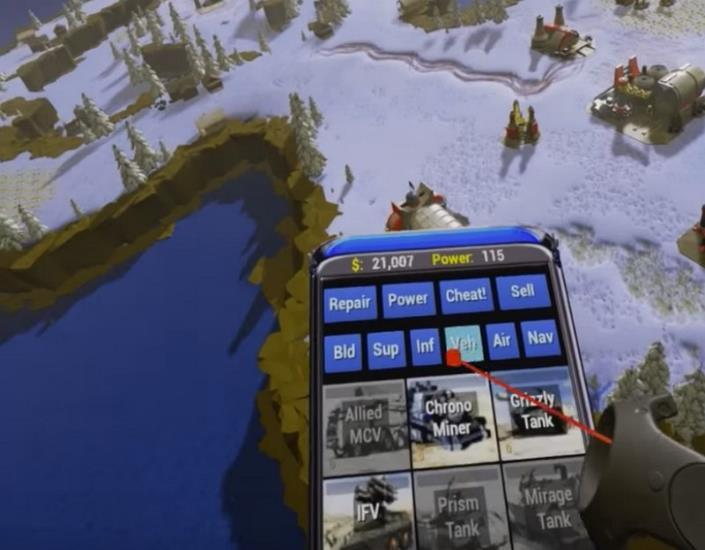 $: 21,007 Power: 115
Repair Power Cheat! Sell
Bld Sup Inf Veh Air Nav
Allied MCV
Chrono Miner
Grizzly Tank
IFV
Prism Tank
Mirage Tank